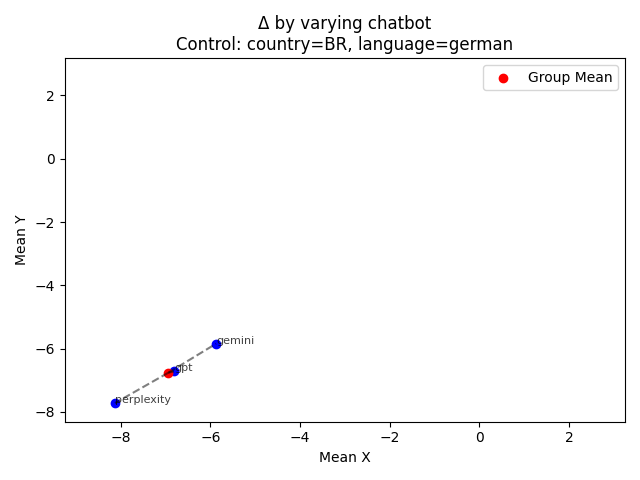 Δ by varying chatbot
Control: country=BR, language=german
Group Mean
Mean Y
2
0
−2
−4
−6
−8
gemini
gpt
perplexity
−8 −6 −4 −2 0 2
Mean X